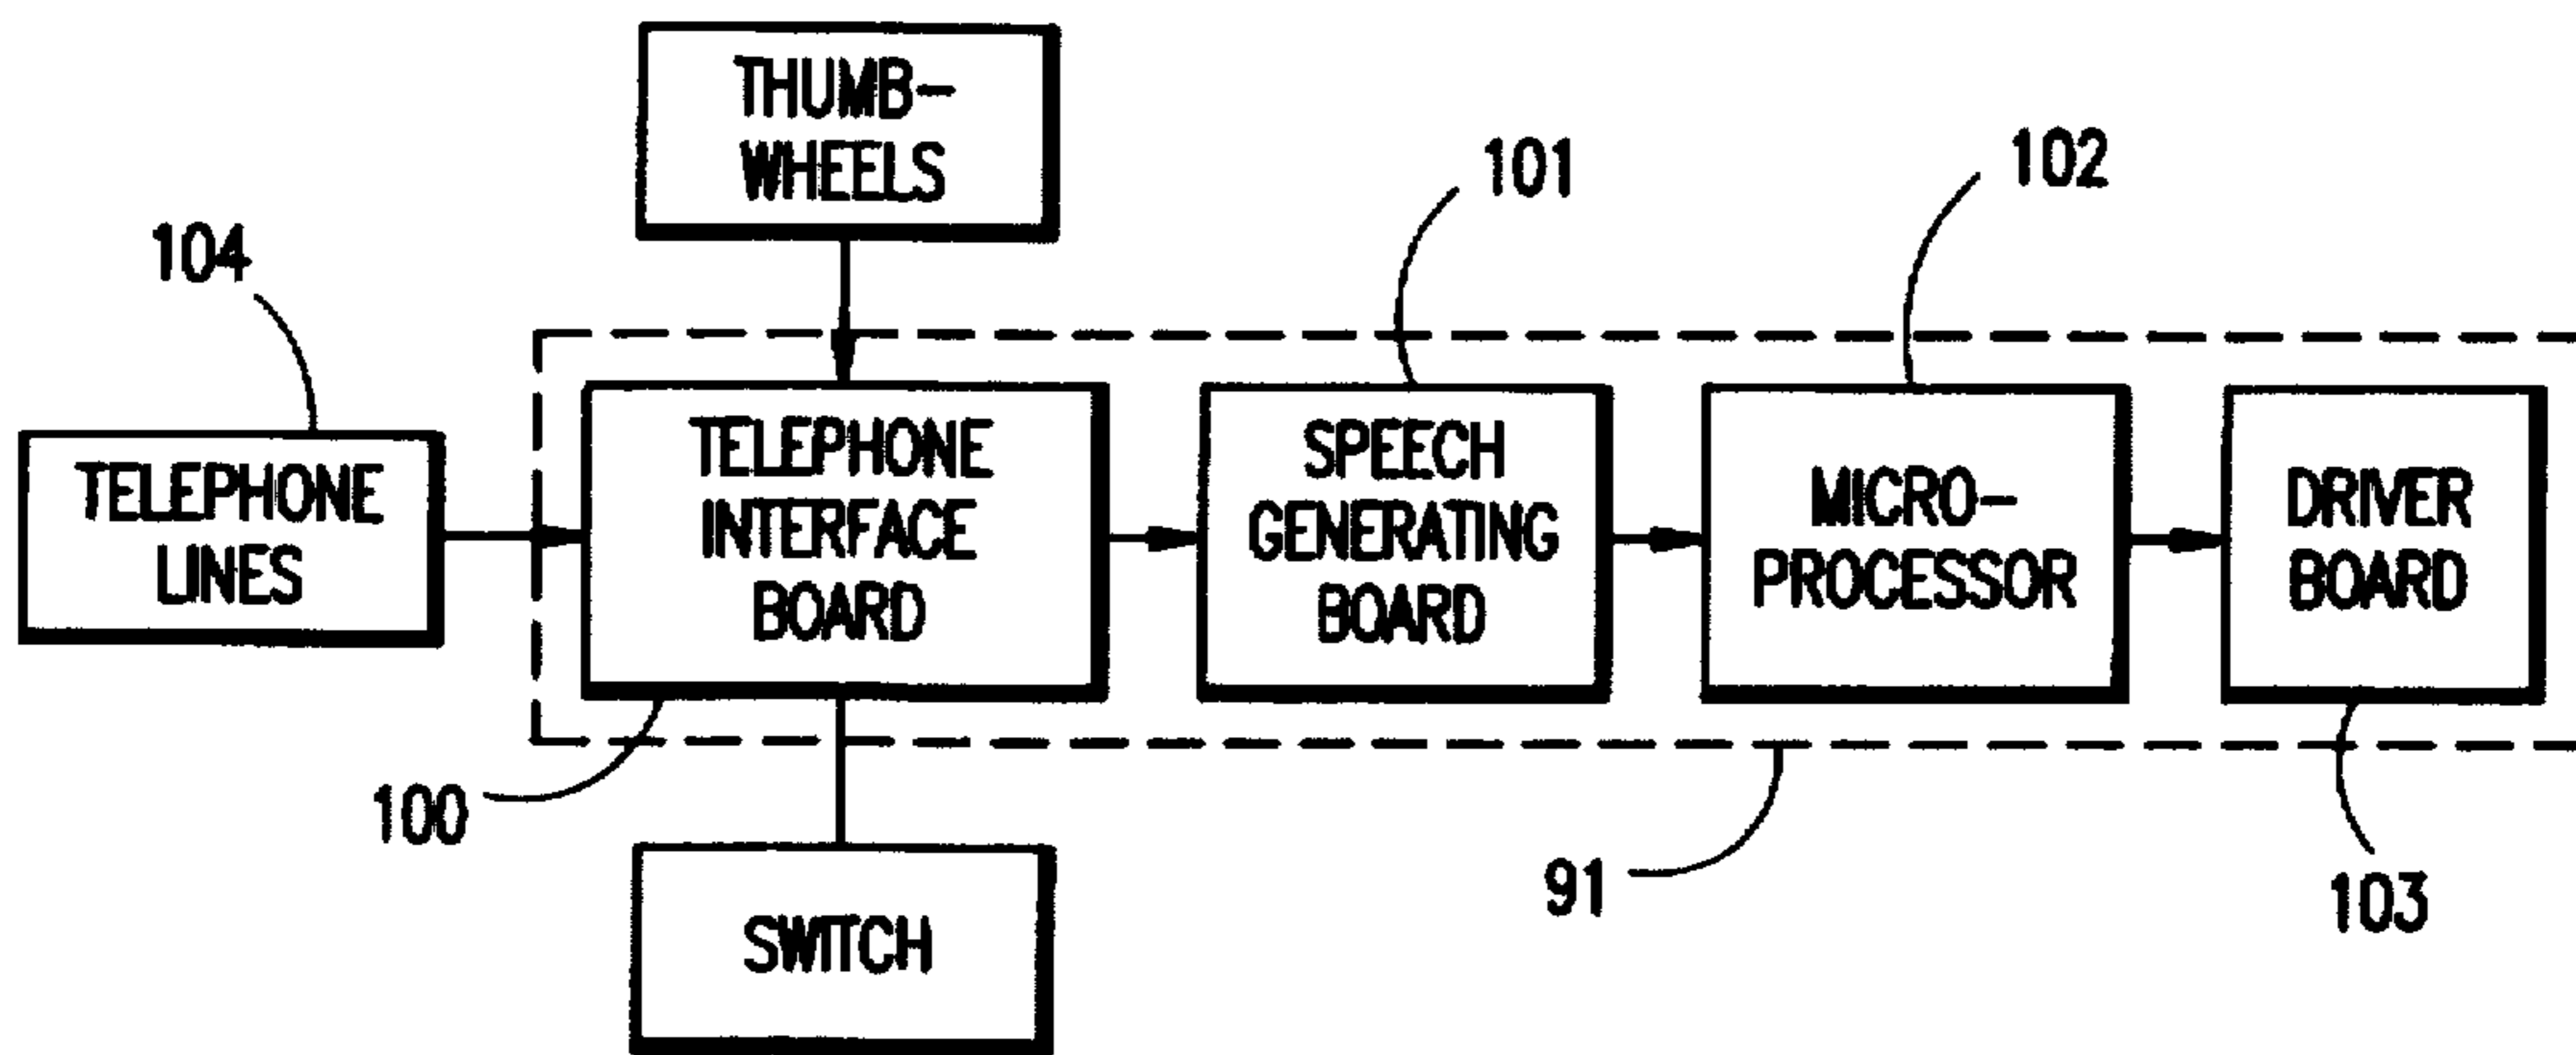 THUMB-
WHEELS
101
102
104
TELEPHONE
LINES
TELEPHONE
INTERFACE
BOARD
SPEECH
GENERATING
BOARD
MICRO-
PROCESSOR
DRIVER
BOARD
100
91
103
SWITCH